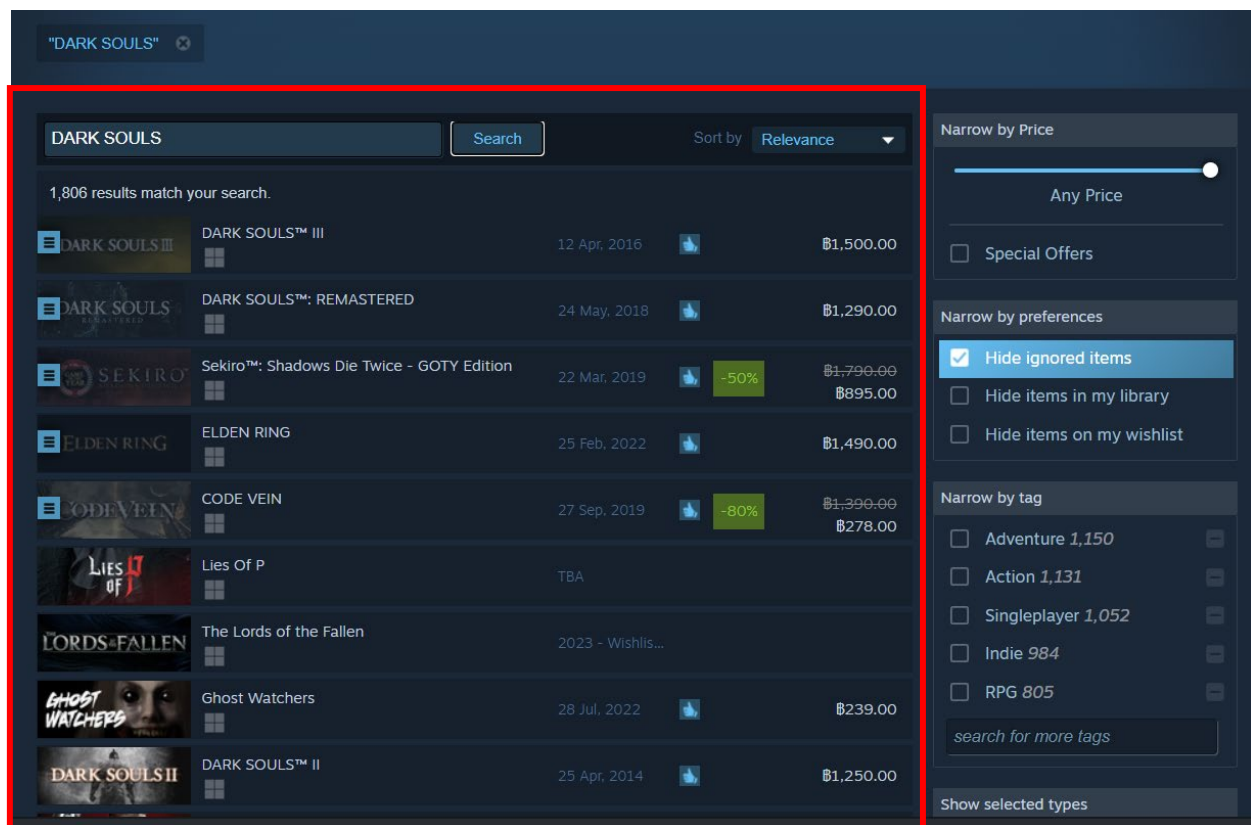 "DARK SOULS"
DARK SOULS
Search
Sort by Relevance
1,806 results match your search.
DARK SOULS III
DARK SOULS™ III
12 Apr, 2016
฿1,500.00
DARK SOULS
REMASTERED
DARK SOULS™: REMASTERED
24 May, 2018
฿1,290.00
SEKIRO
Sekiro™: Shadows Die Twice - GOTY Edition
22 Mar, 2019
-50%
฿1,790.00
฿895.00
ELDEN RING
ELDEN RING
25 Feb, 2022
฿1,490.00
CODE VEIN
CODE VEIN
27 Sep, 2019
-80%
฿1,390.00
฿278.00
LIES OF P
Lies Of P
TBA
THE LORDS OF THE FALLEN
The Lords of the Fallen
2023 - Wishlis...
GHOST
WATCHERS
Ghost Watchers
28 Jul, 2022
฿239.00
DARK SOULS II
DARK SOULS™ II
25 Apr, 2014
฿1,250.00
Narrow by Price
Any Price
Special Offers
Narrow by preferences
Hide ignored items
Hide items in my library
Hide items on my wishlist
Narrow by tag
Adventure 1,150
Action 1,131
Singleplayer 1,052
Indie 984
RPG 805
search for more tags
Show selected types